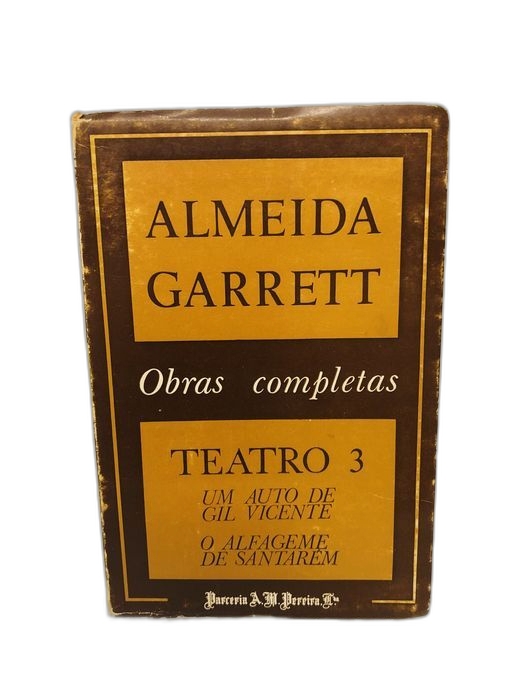 ALMEIDA
GARRETT
Obras completas
TEATRO 3
UM AUTO DE
GIL VICENTE
O ALFAGEME
DE SANTARÉM
Parceria A. M. Pereira, L.da